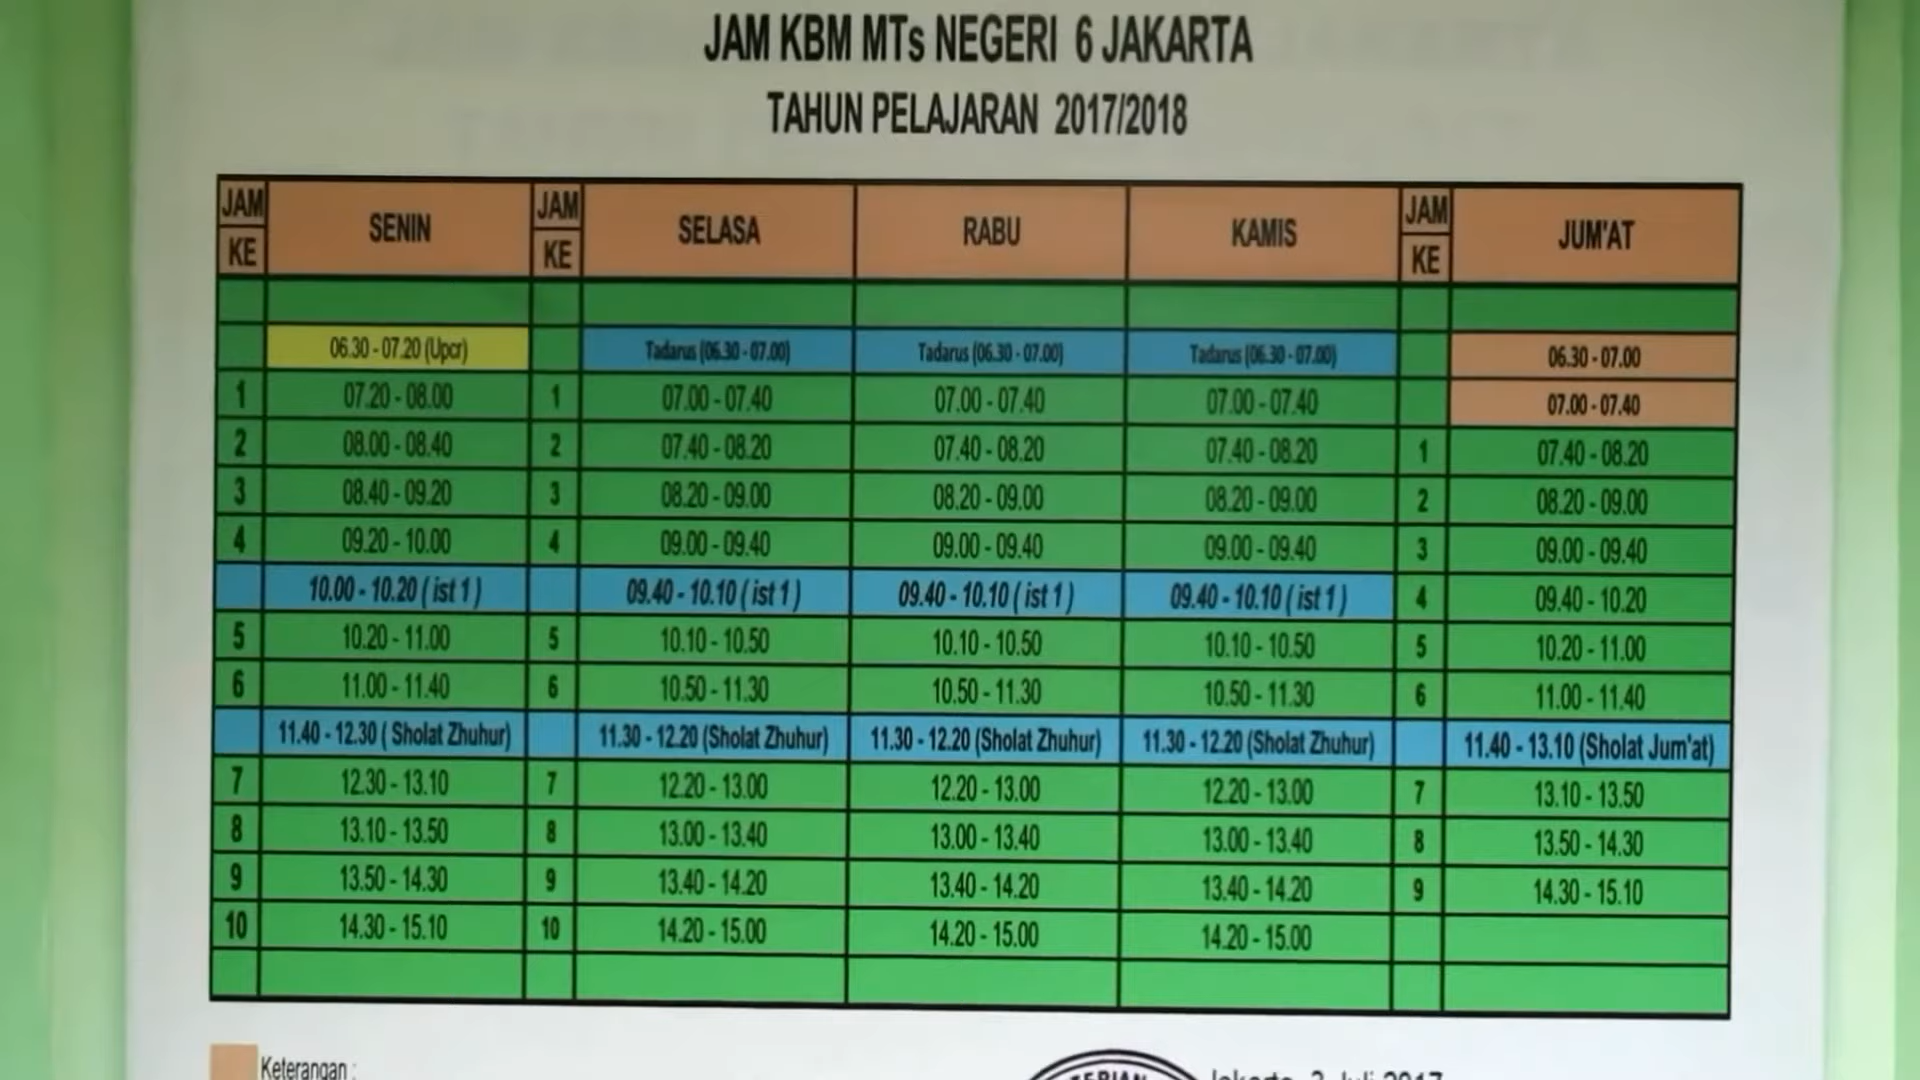 JAM KBM MTs NEGERI 6 JAKARTA
TAHUN PELAJARAN 2017/2018
JAM KE SENIN JAM KE SELASA RABU KAMIS JAM KE JUM'AT
06.30 - 07.20 (Upcr) Tadarus (06.30 - 07.00) Tadarus (06.30 - 07.00) Tadarus (06.30 - 07.00) 06.30 - 07.00
1 07.20 - 08.00 1 07.00 - 07.40 07.00 - 07.40 07.00 - 07.40 07.00 - 07.40
2 08.00 - 08.40 2 07.40 - 08.20 07.40 - 08.20 07.40 - 08.20 1 07.40 - 08.20
3 08.40 - 09.20 3 08.20 - 09.00 08.20 - 09.00 08.20 - 09.00 2 08.20 - 09.00
4 09.20 - 10.00 4 09.00 - 09.40 09.00 - 09.40 09.00 - 09.40 3 09.00 - 09.40
10.00 - 10.20 ( ist 1 ) 09.40 - 10.10 ( ist 1 ) 09.40 - 10.10 ( ist 1 ) 09.40 - 10.10 ( ist 1 ) 4 09.40 - 10.20
5 10.20 - 11.00 5 10.10 - 10.50 10.10 - 10.50 10.10 - 10.50 5 10.20 - 11.00
6 11.00 - 11.40 6 10.50 - 11.30 10.50 - 11.30 10.50 - 11.30 6 11.00 - 11.40
11.40 - 12.30 ( Sholat Zhuhur) 11.30 - 12.20 (Sholat Zhuhur) 11.30 - 12.20 (Sholat Zhuhur) 11.30 - 12.20 (Sholat Zhuhur) 11.40 - 13.10 (Sholat Jum'at)
7 12.30 - 13.10 7 12.20 - 13.00 12.20 - 13.00 12.20 - 13.00 7 13.10 - 13.50
8 13.10 - 13.50 8 13.00 - 13.40 13.00 - 13.40 13.00 - 13.40 8 13.50 - 14.30
9 13.50 - 14.30 9 13.40 - 14.20 13.40 - 14.20 13.40 - 14.20 9 14.30 - 15.10
10 14.30 - 15.10 10 14.20 - 15.00 14.20 - 15.00 14.20 - 15.00
Keterangan :
Jakarta, 3 Juli 2017